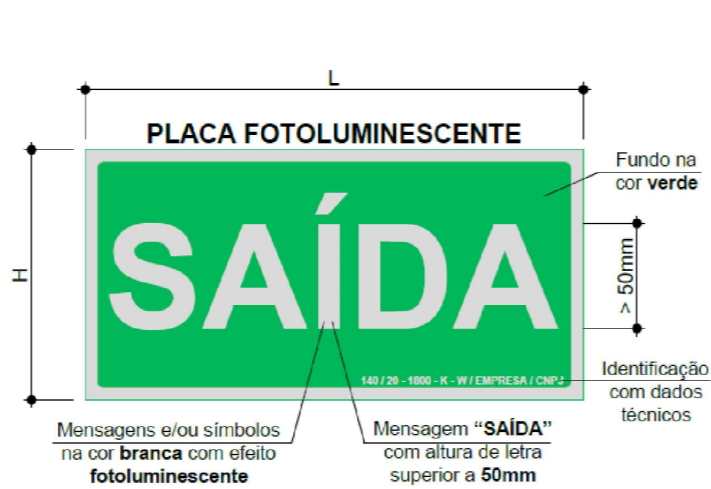 L
PLACA FOTOLUMINESCENTE
Fundo na
cor verde
H
SAÍDA
> 50mm
140 / 20 - 1800 - K - W / EMPRESA / CNPJ
Identificação
com dados
técnicos
Mensagens e/ou símbolos
na cor branca com efeito
fotoluminescente
Mensagem “SAÍDA”
com altura de letra
superior a 50mm